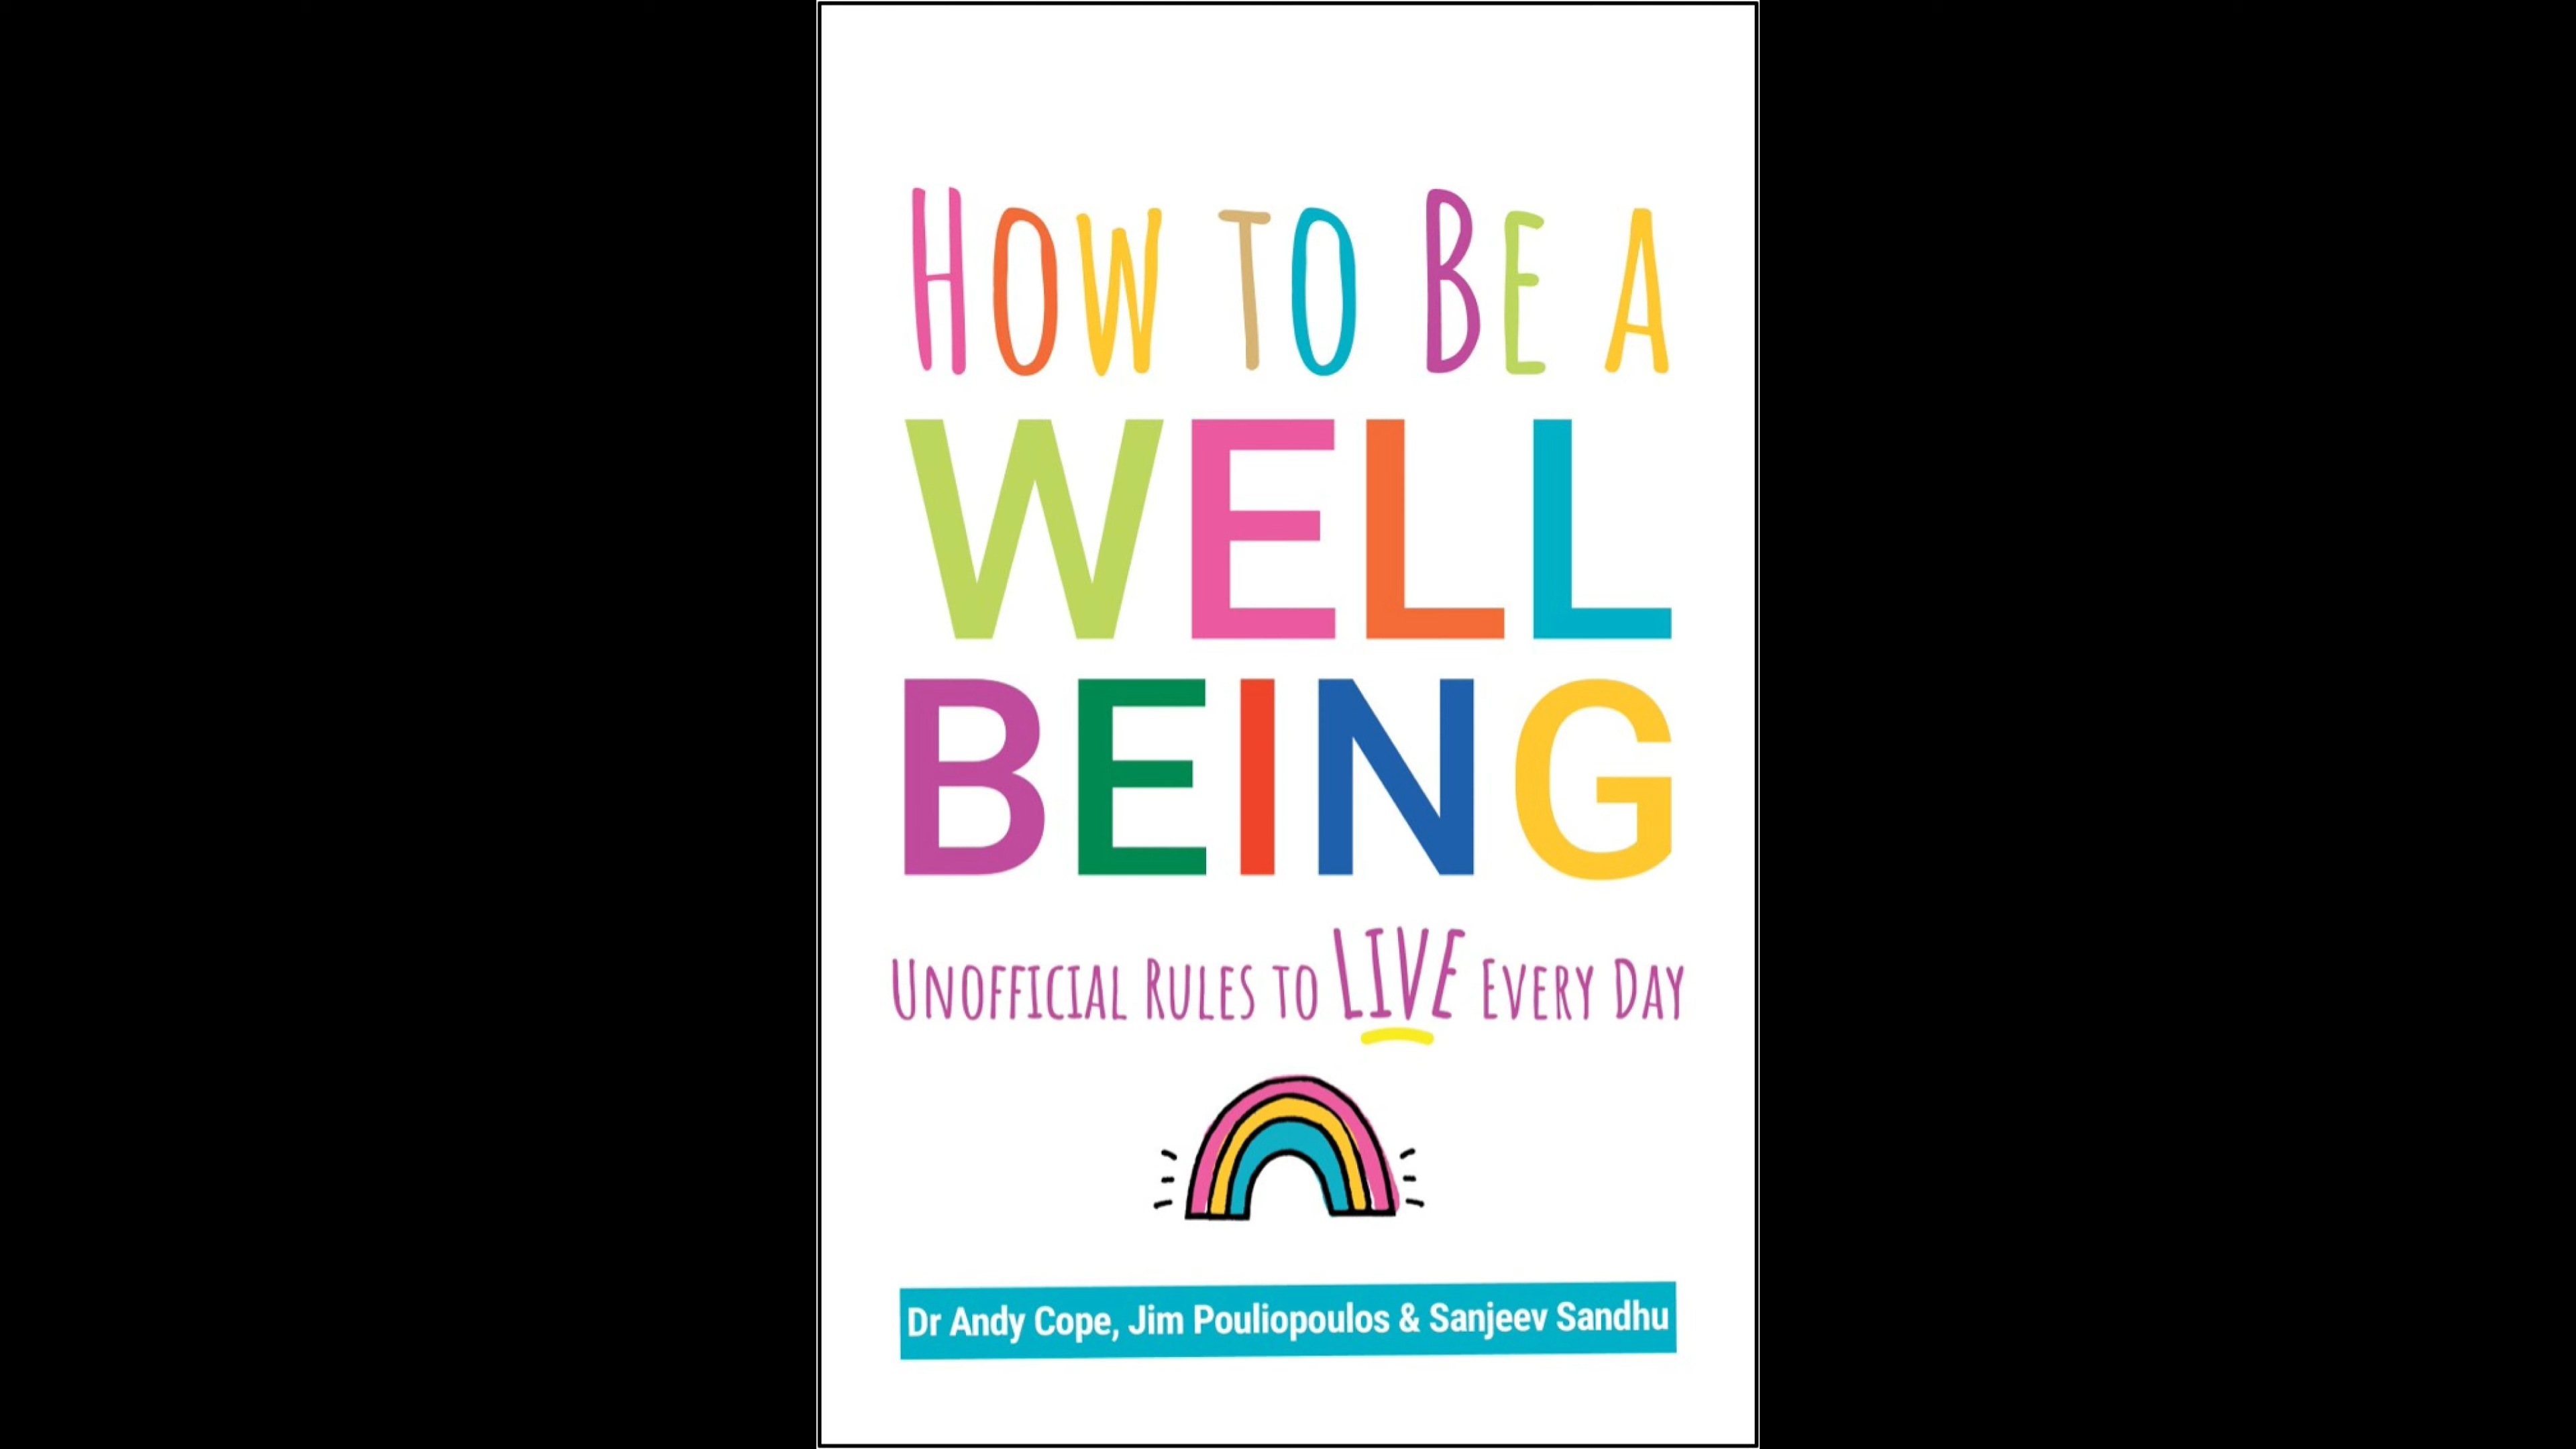 How to Be a
WELL
BEING
Unofficial Rules to LIVE Every Day
Dr Andy Cope, Jim Pouliopoulos & Sanjeev Sandhu